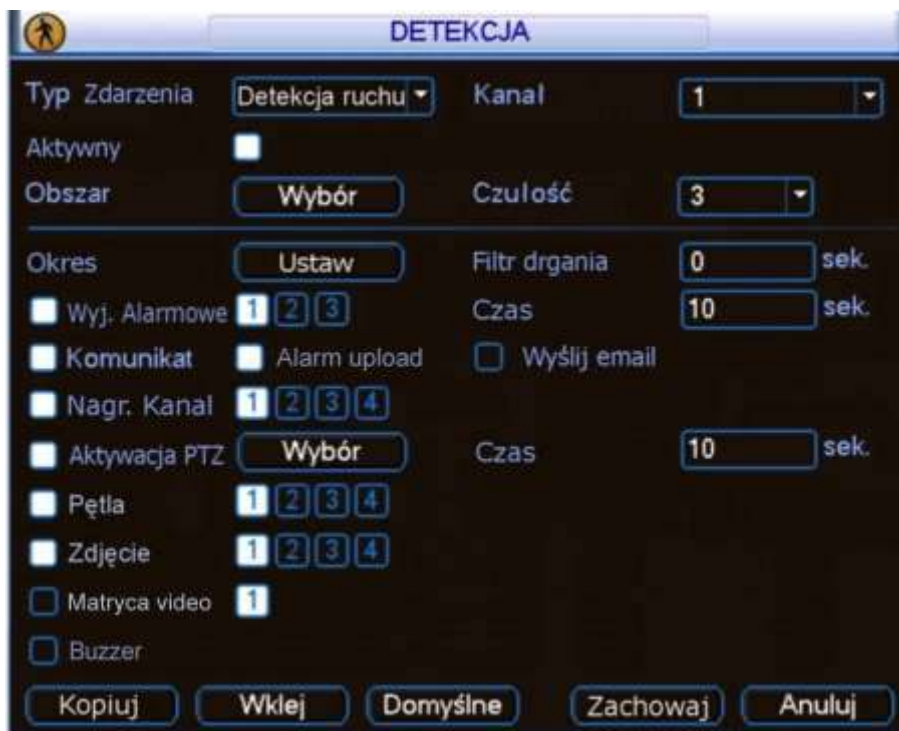 DETEKCJA
Typ Zdarzenia Detekcja ruchu Kanał 1
Aktywny
Obszar Wybór Czułość 3
Okres Ustaw Filtr drgania 0 sek.
Wyj. Alarmowe 1 2 3 Czas 10 sek.
Komunikat Alarm upload Wyślij email
Nagr. Kanał 1 2 3 4
Aktywacja PTZ Wybór Czas 10 sek.
Pętla 1 2 3 4
Zdjęcie 1 2 3 4
Matryca video 1
Buzzer
Kopiuj Wklej Domyślne Zachowaj Anuluj